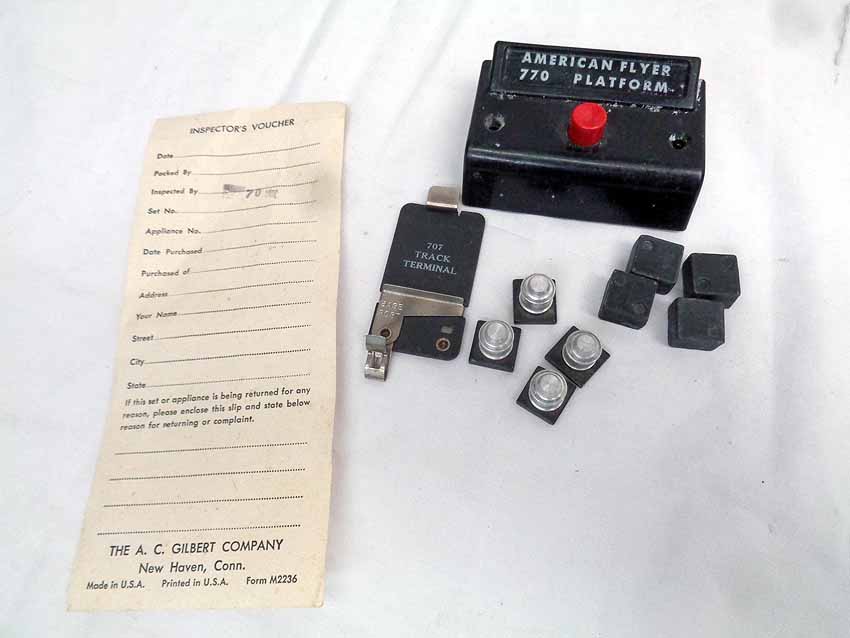 INSPECTOR'S VOUCHER
Date
Packed By
Inspected By 70
Set No.
Appliance No.
Date Purchased
Purchased of
Address
Your Name
Street
City
State
If this set or appliance is being returned for any
reason, please enclose this slip and state below
reason for returning or complaint.
THE A. C. GILBERT COMPANY
New Haven, Conn.
Made in U.S.A. Printed in U.S.A. Form M2236
AMERICAN FLYER
770 PLATFORM
707
TRACK
TERMINAL
BASE
POST